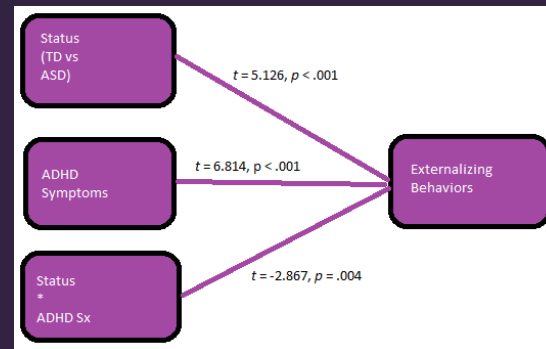 Status
(TD vs
ASD)
t = 5.126, p < .001
ADHD
Symptoms
t = 6.814, p < .001
Externalizing
Behaviors
Status
*
ADHD Sx
t = -2.867, p = .004